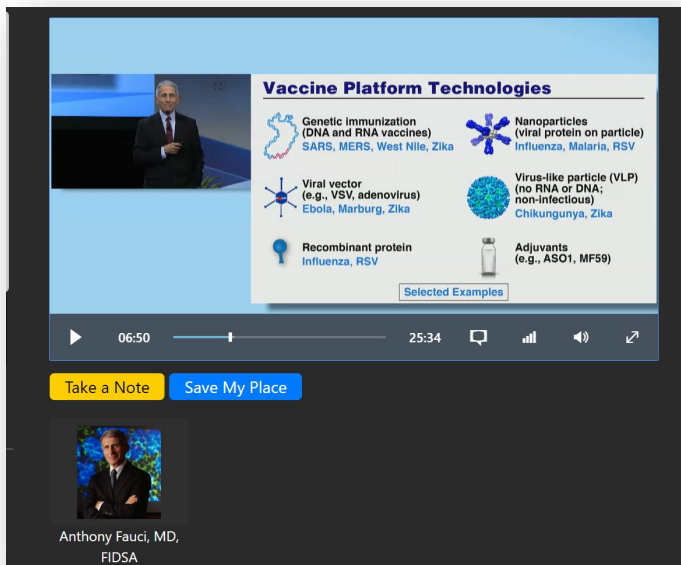 Vaccine Platform Technologies
Genetic immunization
(DNA and RNA vaccines)
SARS, MERS, West Nile, Zika
Nanoparticles
(viral protein on particle)
Influenza, Malaria, RSV
Viral vector
(e.g., VSV, adenovirus)
Ebola, Marburg, Zika
Virus-like particle (VLP)
(no RNA or DNA;
non-infectious)
Chikungunya, Zika
Recombinant protein
Influenza, RSV
Adjuvants
(e.g., ASO1, MF59)
Selected Examples
06:50
25:34
Take a Note
Save My Place
Anthony Fauci, MD,
FIDSA